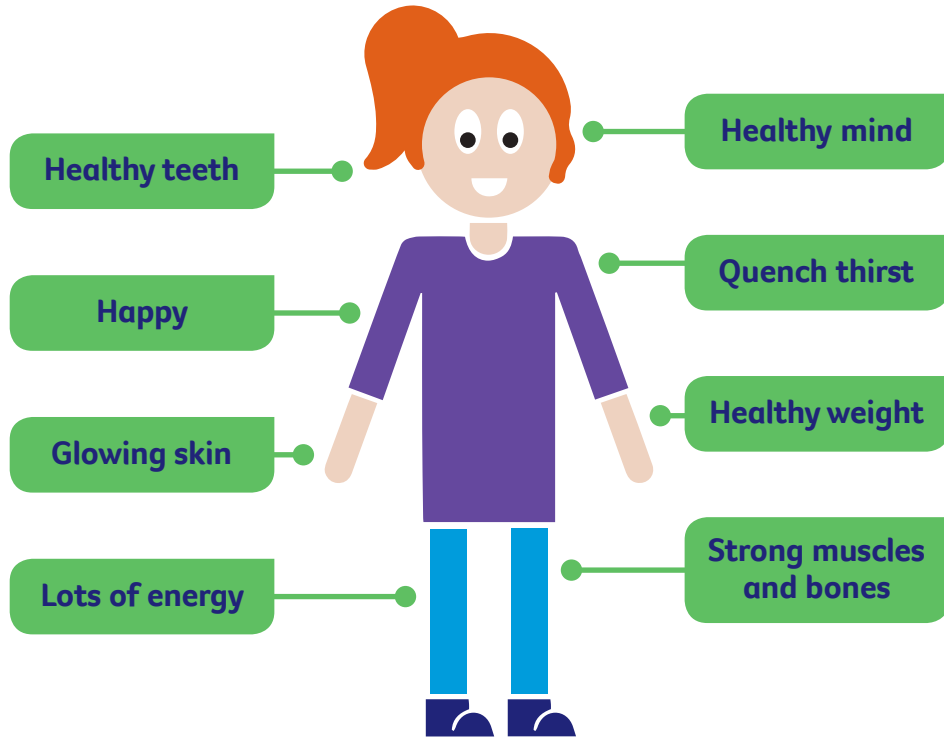 Healthy teeth
Happy
Glowing skin
Lots of energy
Healthy mind
Quench thirst
Healthy weight
Strong muscles
and bones